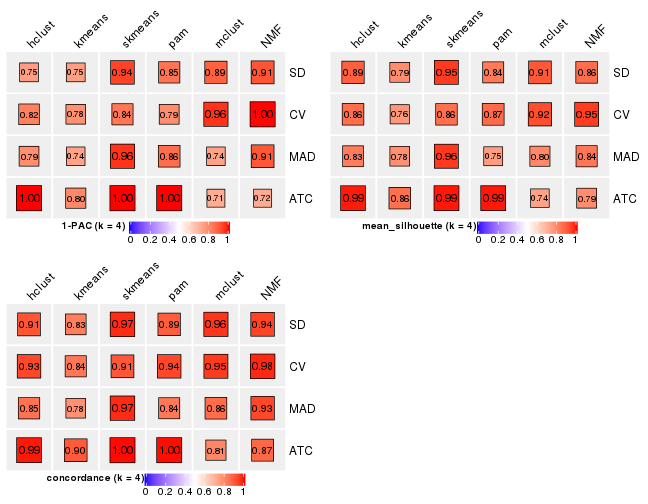 hclust kmeans skmeans pam mclust NMF
0.75 0.75 0.94 0.85 0.89 0.91 SD
0.82 0.78 0.84 0.79 0.96 1.00 CV
0.79 0.74 0.96 0.86 0.74 0.91 MAD
1.00 0.80 1.00 1.00 0.71 0.72 ATC
1-PAC (k = 4)
0 0.2 0.4 0.6 0.8 1
hclust kmeans skmeans pam mclust NMF
0.89 0.79 0.95 0.84 0.91 0.86 SD
0.86 0.76 0.86 0.87 0.92 0.95 CV
0.83 0.78 0.96 0.75 0.80 0.84 MAD
0.99 0.86 0.99 0.99 0.74 0.79 ATC
mean_silhouette (k = 4)
0 0.2 0.4 0.6 0.8 1
hclust kmeans skmeans pam mclust NMF
0.91 0.83 0.97 0.89 0.96 0.94 SD
0.93 0.84 0.91 0.94 0.95 0.98 CV
0.85 0.78 0.97 0.84 0.86 0.93 MAD
0.99 0.90 1.00 1.00 0.81 0.87 ATC
concordance (k = 4)
0 0.2 0.4 0.6 0.8 1